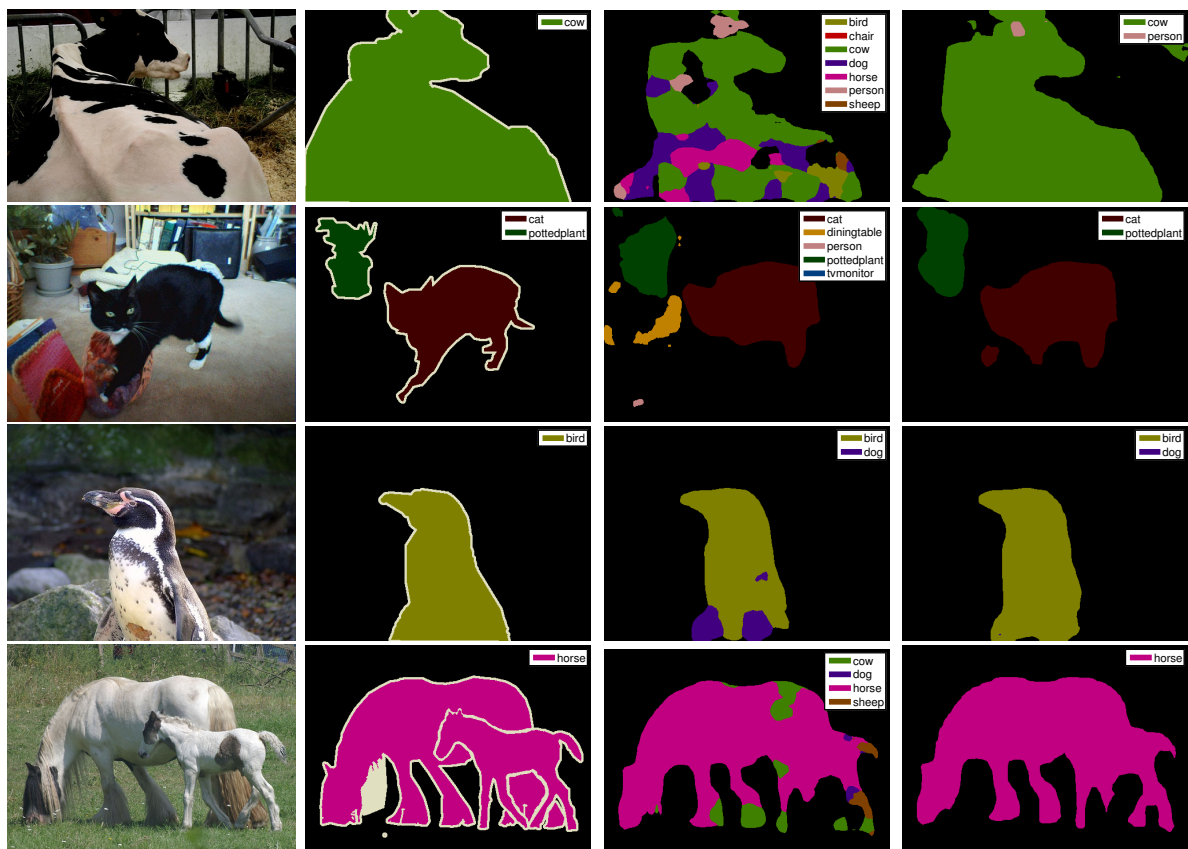 cow
bird
chair
cow
dog
horse
person
sheep
cow
person
cat
pottedplant
cat
diningtable
person
pottedplant
tvmonitor
cat
pottedplant
bird
bird
dog
bird
dog
horse
cow
dog
horse
sheep
horse